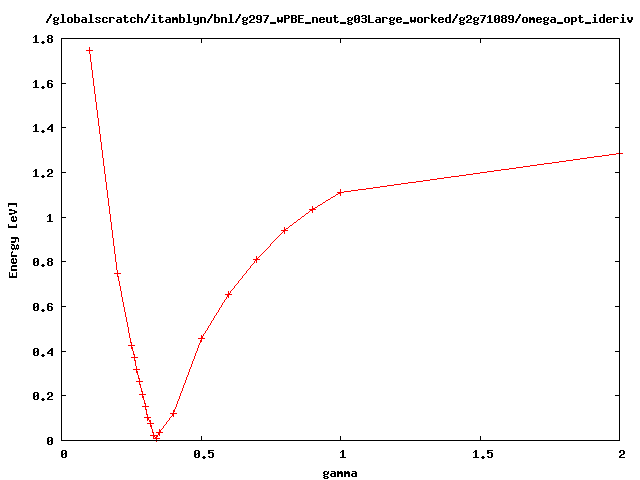 /globalscratch/itamblyn/bnl/g297_wPBE_neut_g03Large_worked/g2g71089/omega_opt_ideriv
1.8
1.6
1.4
1.2
1
0.8
0.6
0.4
0.2
0
Energy [eV]
0 0.5 1 1.5 2
gamma